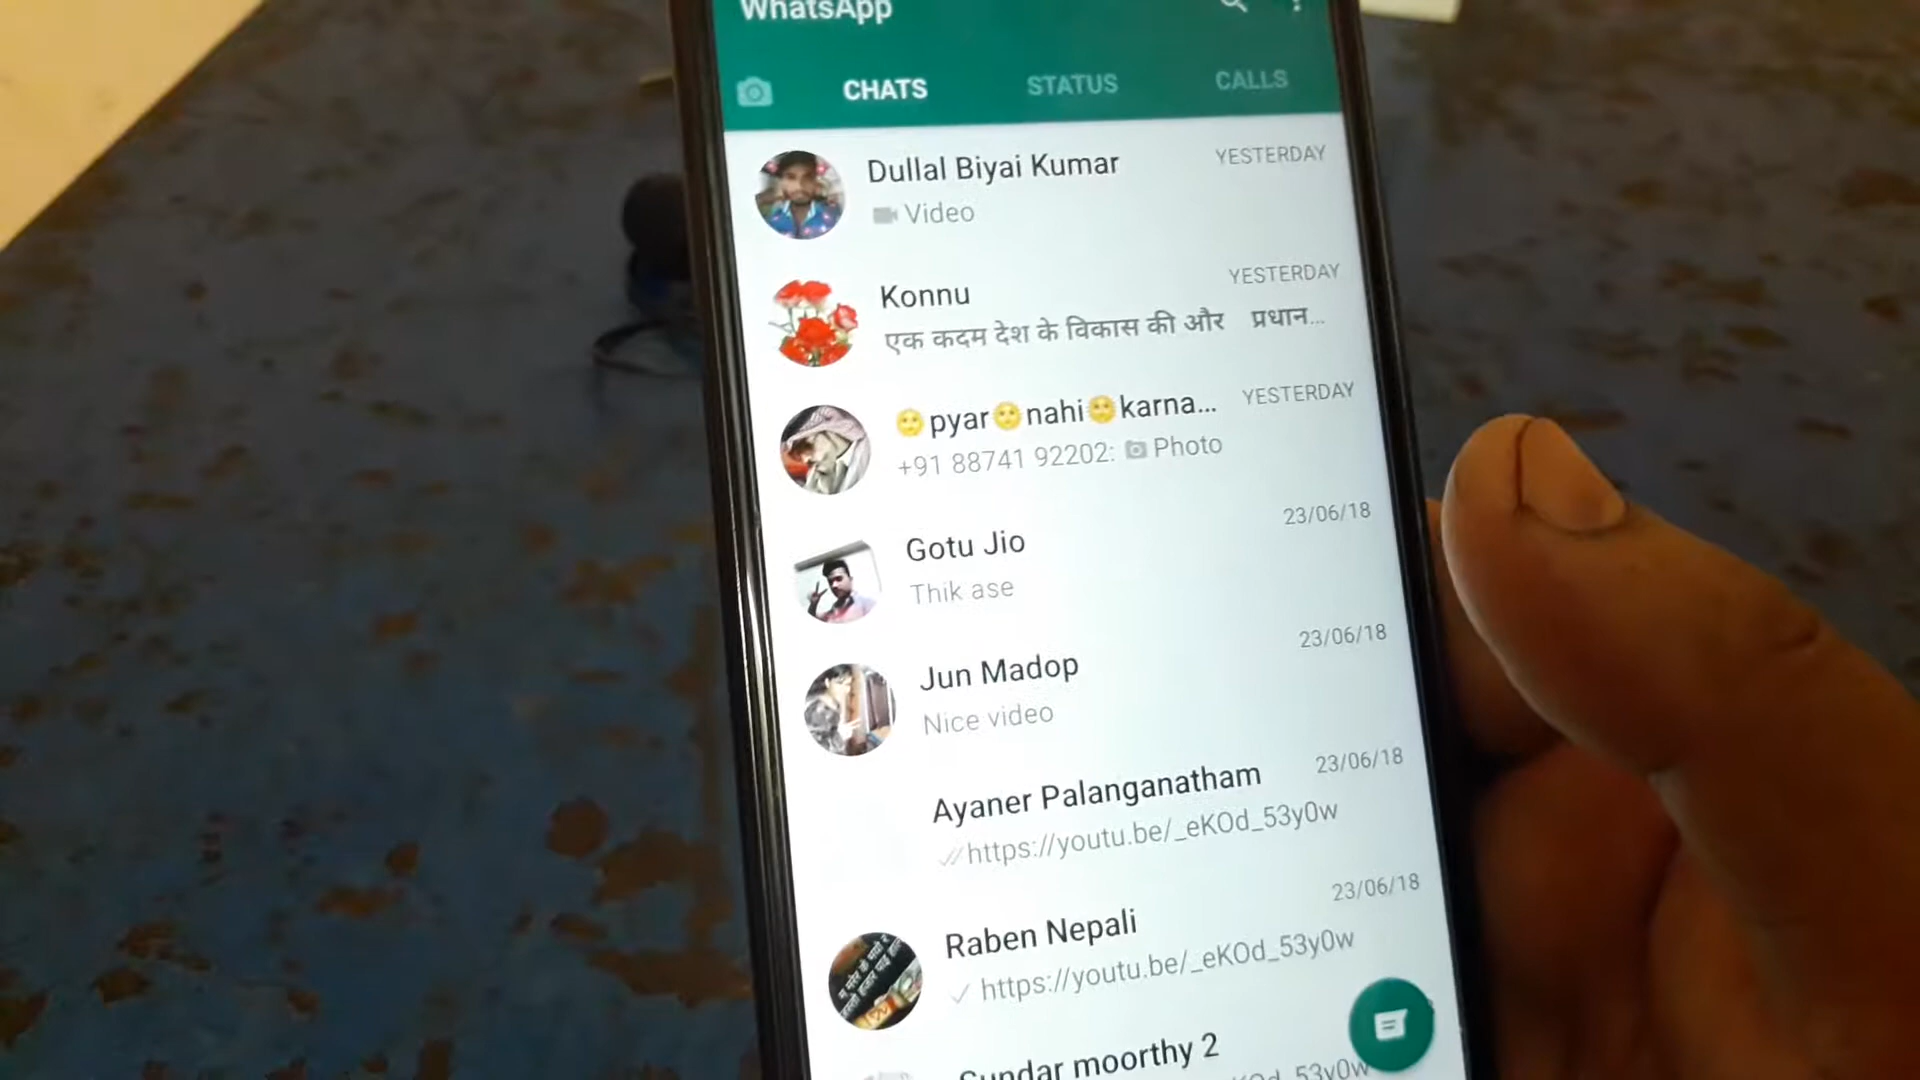 WhatsApp
CHATS
STATUS
CALLS
Dullal Biyai Kumar
YESTERDAY
Video
Konnu
YESTERDAY
एक कदम देश के विकास की और प्रधान...
🙂pyar🙂nahi🙂karna...
YESTERDAY
+91 88741 92202: Photo
Gotu Jio
23/06/18
Thik ase
Jun Madop
23/06/18
Nice video
Ayaner Palanganatham
23/06/18
https://youtu.be/_eKOd_53y0w
Raben Nepali
23/06/18
https://youtu.be/_eKOd_53y0w
Sundar moorthy 2
53y0w